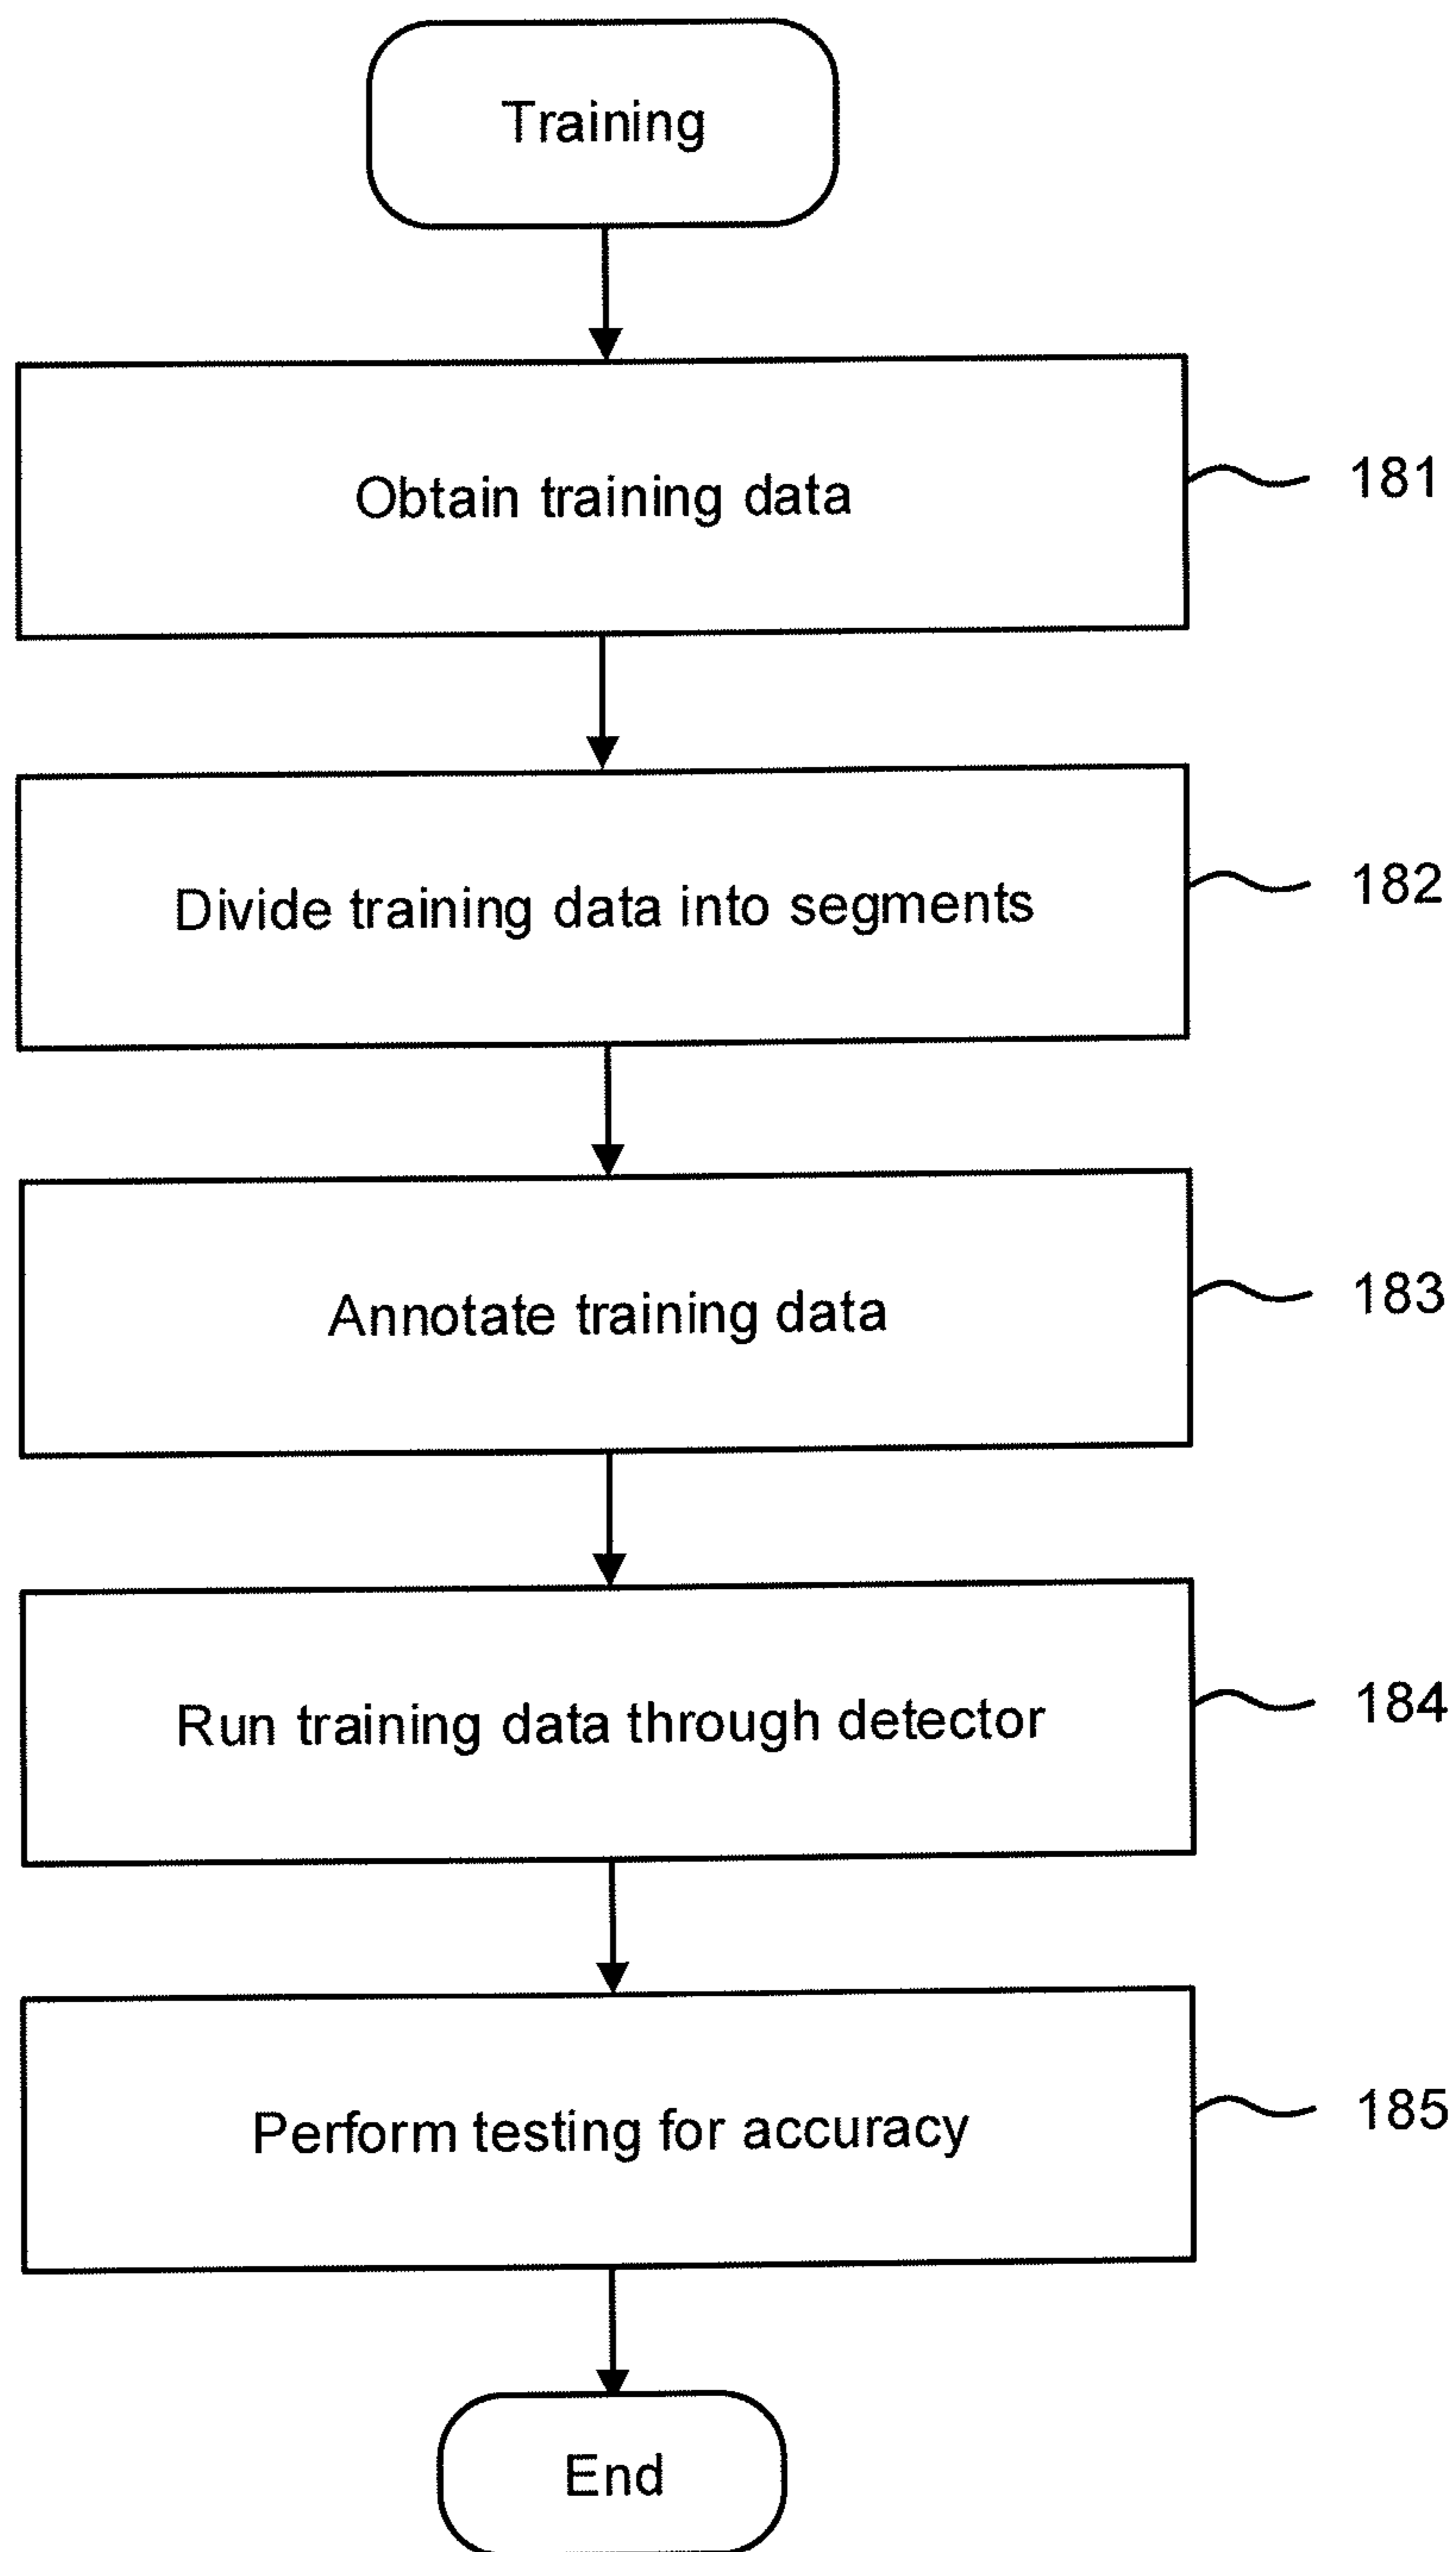 Training
Obtain training data
181
Divide training data into segments
182
Annotate training data
183
Run training data through detector
184
Perform testing for accuracy
185
End